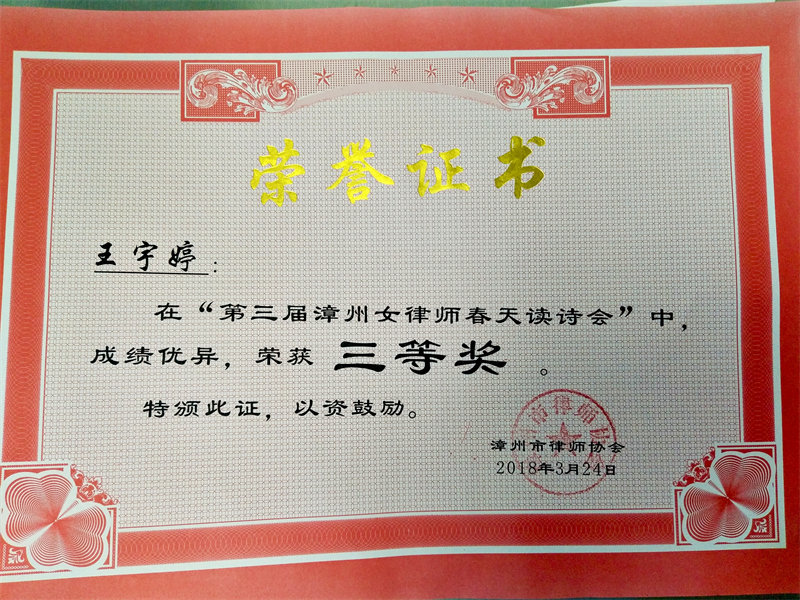 荣誉证书
王宇婷：
在“第三届漳州女律师春天读诗会”中，
成绩优异，荣获 三等奖 。
特颁此证，以资鼓励。
漳州市律师协会
2018年3月24日